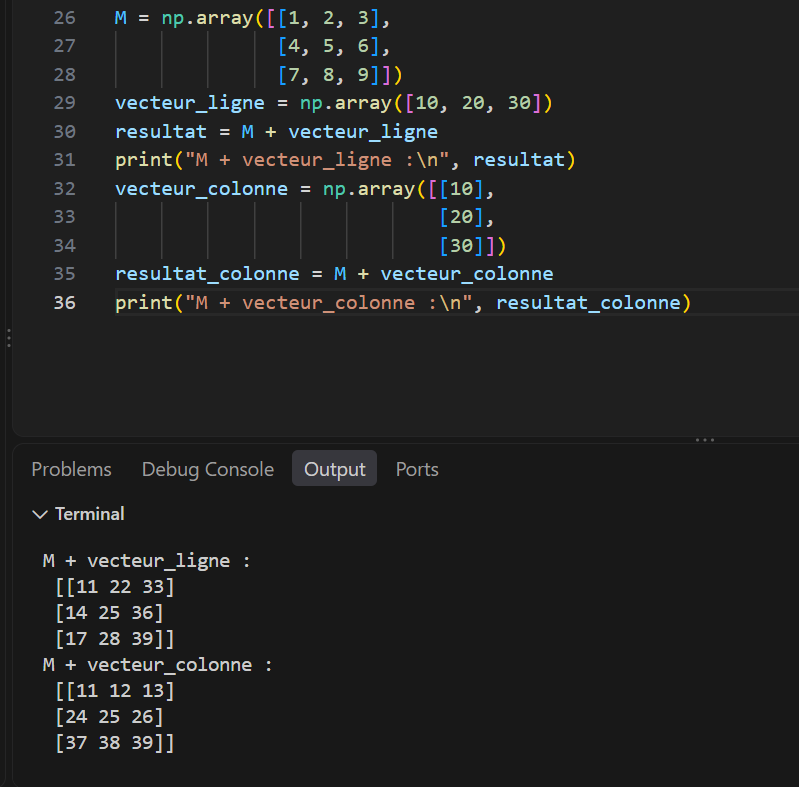 26 M = np.array([[1, 2, 3],
27 [4, 5, 6],
28 [7, 8, 9]])
29 vecteur_ligne = np.array([10, 20, 30])
30 resultat = M + vecteur_ligne
31 print("M + vecteur_ligne :\n", resultat)
32 vecteur_colonne = np.array([[10],
33 [20],
34 [30]])
35 resultat_colonne = M + vecteur_colonne
36 print("M + vecteur_colonne :\n", resultat_colonne)
Problems Debug Console Output Ports
Terminal
M + vecteur_ligne :
[[11 22 33]
[14 25 36]
[17 28 39]]
M + vecteur_colonne :
[[11 12 13]
[24 25 26]
[37 38 39]]